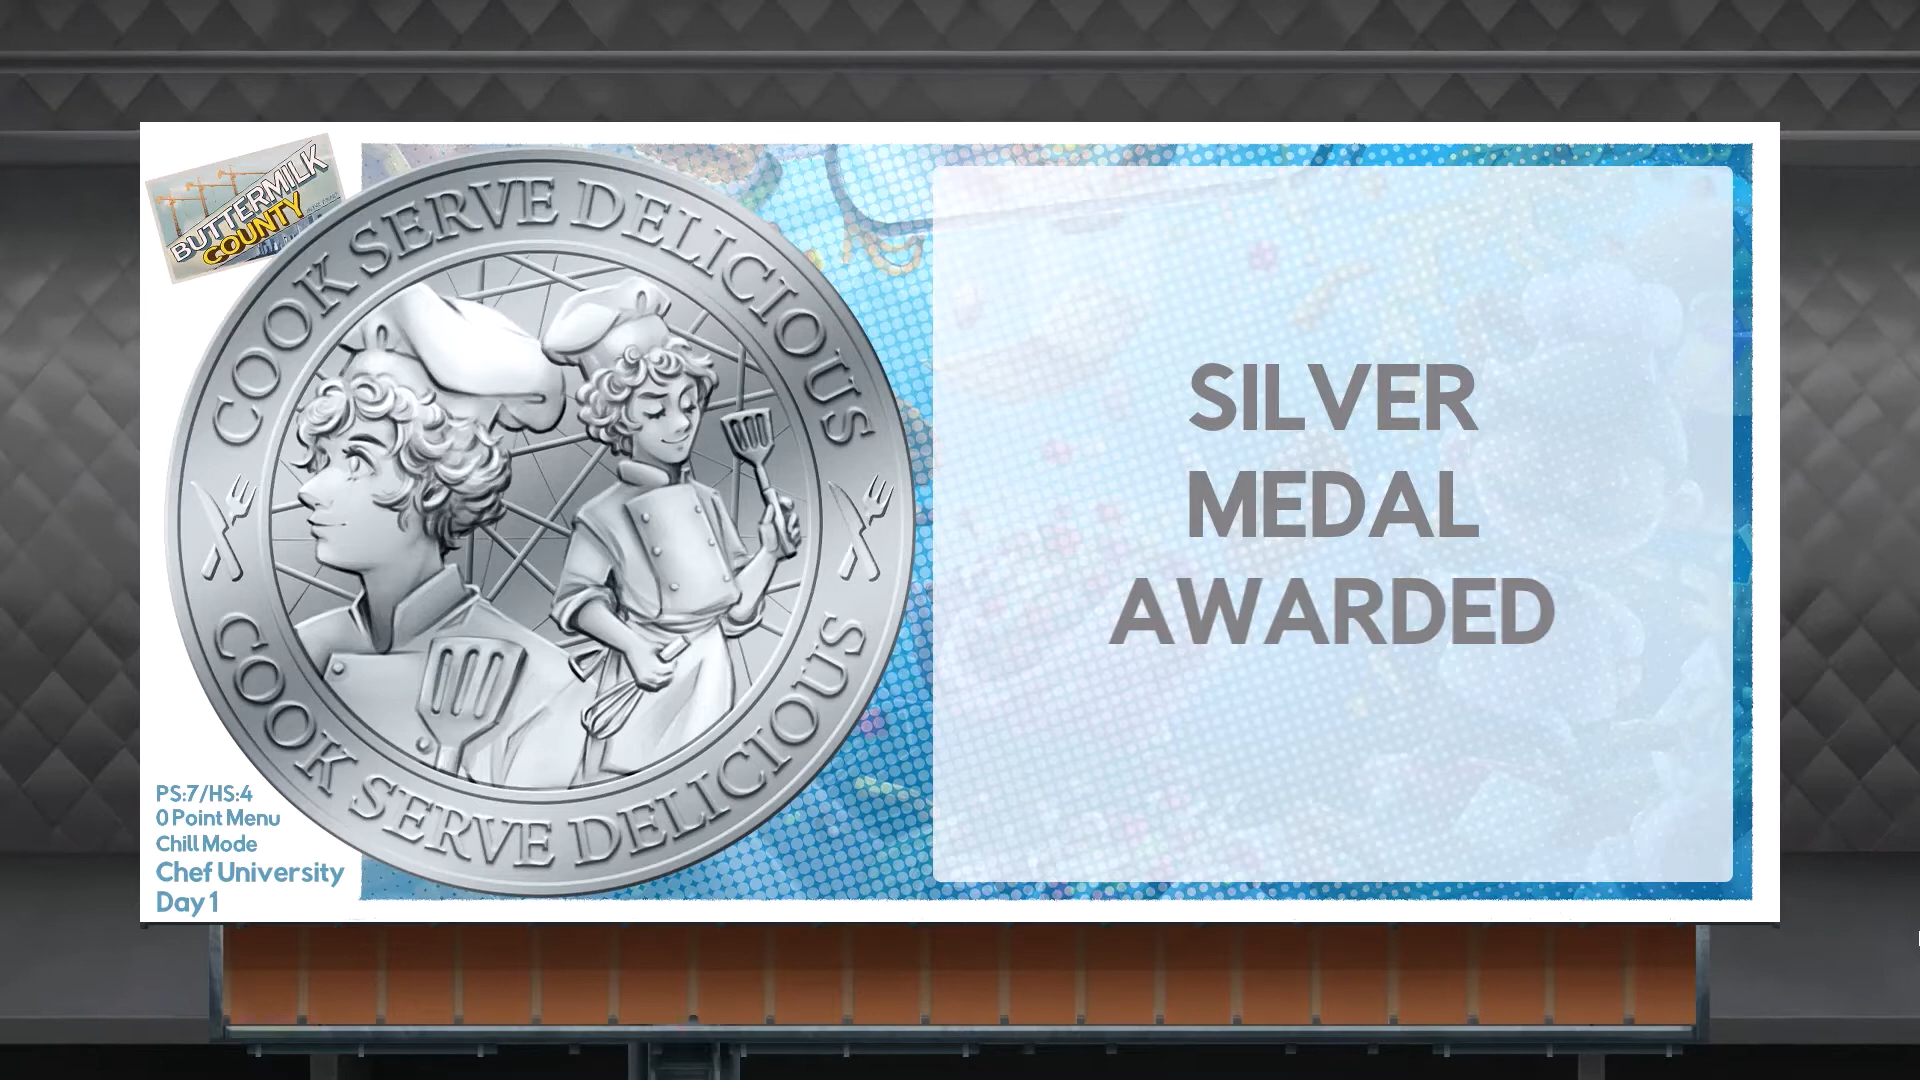 BUTTERMILK
COUNTY
COOK SERVE DELICIOUS
COOK SERVE DELICIOUS
SILVER
MEDAL
AWARDED
PS:7/HS:4
0 Point Menu
Chill Mode
Chef University
Day 1